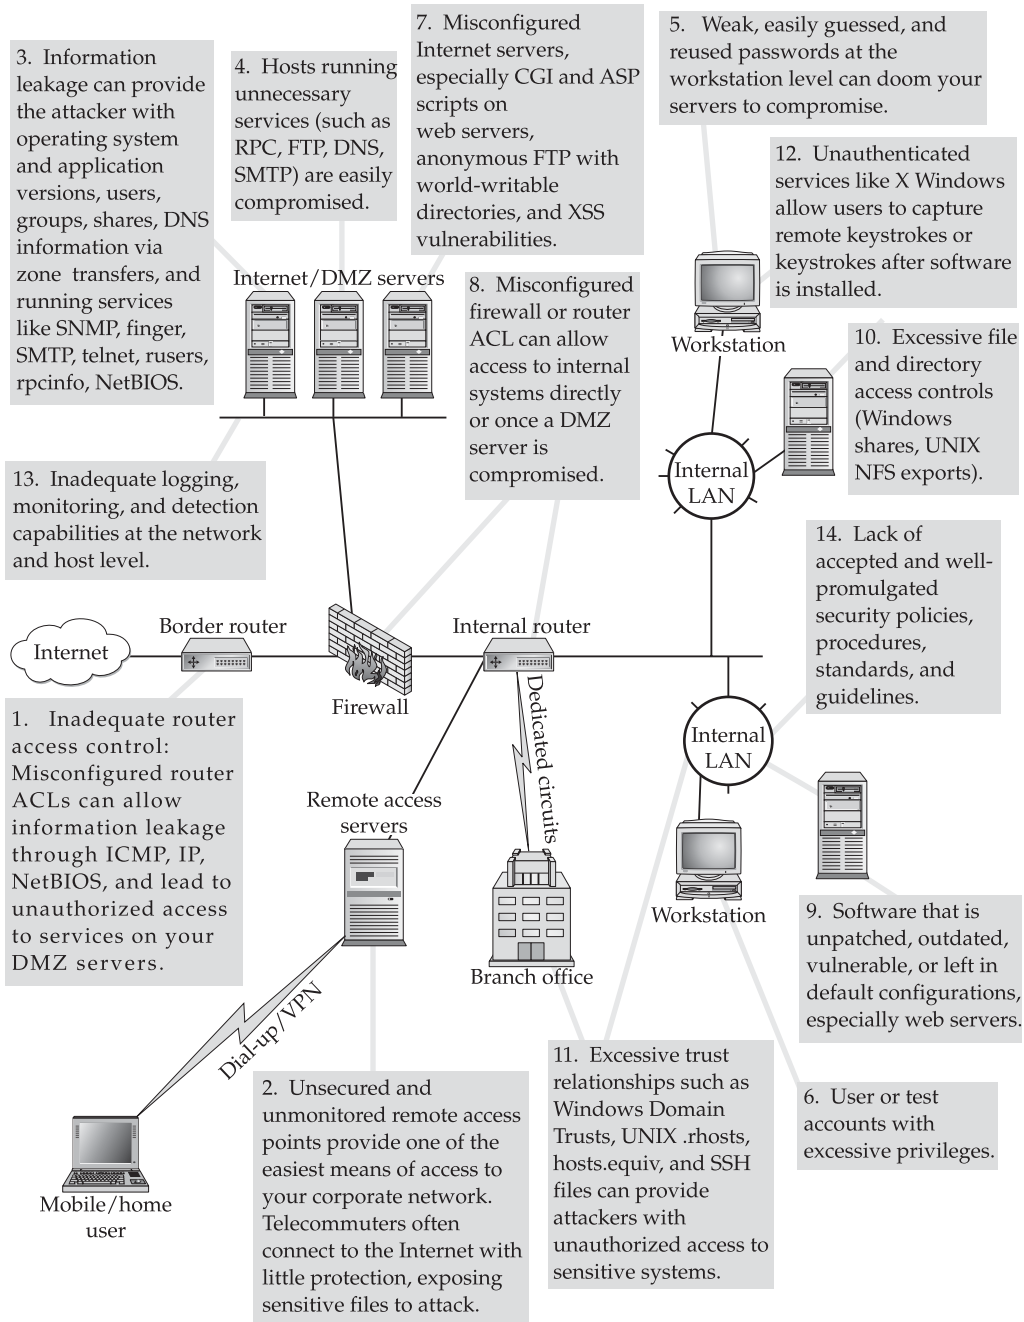 3. Information
leakage can provide
the attacker with
operating system
and application
versions, users,
groups, shares, DNS
information via
zone transfers, and
running services
like SNMP, finger,
SMTP, telnet, rusers,
rpcinfo, NetBIOS.
4. Hosts running
unnecessary
services (such as
RPC, FTP, DNS,
SMTP) are easily
compromised.
7. Misconfigured
Internet servers,
especially CGI and ASP
scripts on
web servers,
anonymous FTP with
world-writable
directories, and XSS
vulnerabilities.
5. Weak, easily guessed, and
reused passwords at the
workstation level can doom your
servers to compromise.
12. Unauthenticated
services like X Windows
allow users to capture
remote keystrokes or
keystrokes after software
is installed.
Internet/DMZ servers
8. Misconfigured
firewall or router
ACL can allow
access to internal
systems directly
or once a DMZ
server is
compromised.
Workstation
10. Excessive file
and directory
access controls
(Windows
shares, UNIX
NFS exports).
Internal
LAN
13. Inadequate logging,
monitoring, and detection
capabilities at the network
and host level.
14. Lack of
accepted and well-
promulgated
security policies,
procedures,
standards, and
guidelines.
Internet
Border router
Firewall
Internal router
Dedicated circuits
Internal
LAN
1. Inadequate router
access control:
Misconfigured router
ACLs can allow
information leakage
through ICMP, IP,
NetBIOS, and lead to
unauthorized access
to services on your
DMZ servers.
Remote access
servers
Branch office
Workstation
9. Software that is
unpatched, outdated,
vulnerable, or left in
default configurations,
especially web servers.
Dial-up/VPN
Mobile/home
user
2. Unsecured and
unmonitored remote access
points provide one of the
easiest means of access to
your corporate network.
Telecommuters often
connect to the Internet with
little protection, exposing
sensitive files to attack.
11. Excessive trust
relationships such as
Windows Domain
Trusts, UNIX .rhosts,
hosts.equiv, and SSH
files can provide
attackers with
unauthorized access to
sensitive systems.
6. User or test
accounts with
excessive privileges.